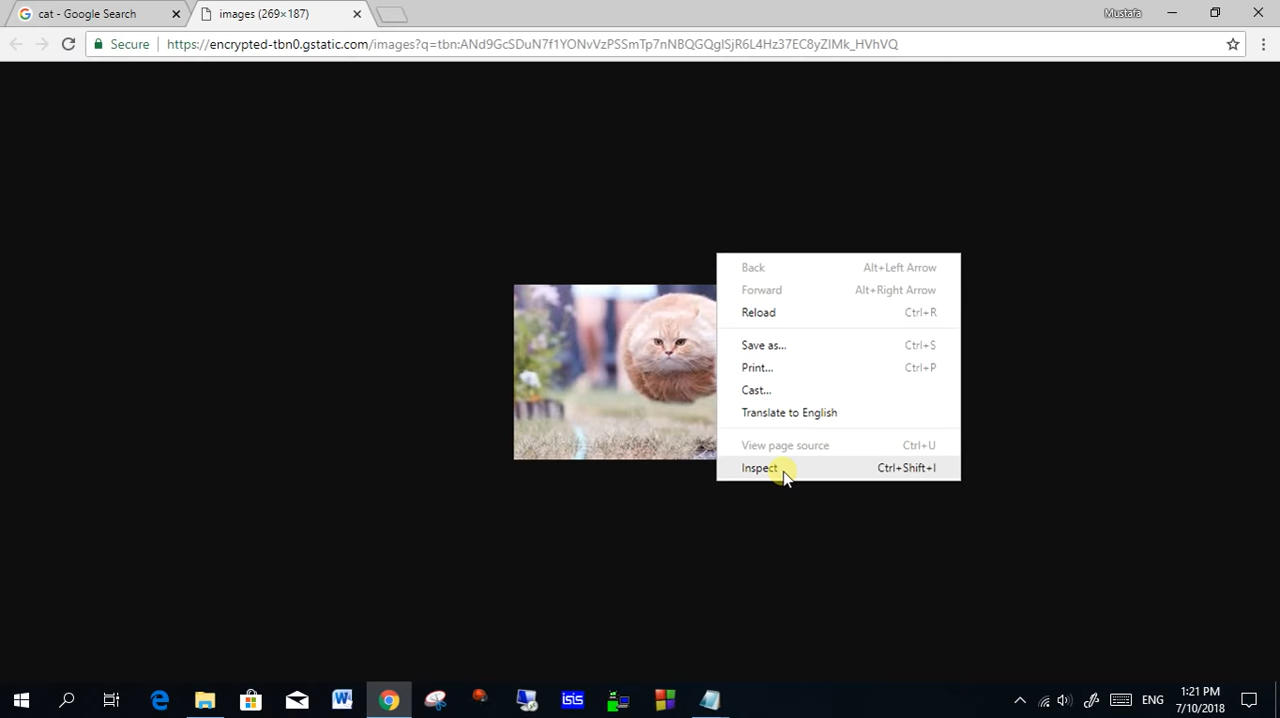 cat - Google Search
images (269×187)
Mustafa
Secure
https://encrypted-tbn0.gstatic.com/images?q=tbn:ANd9GcSDuN7f1YONvVzPSSmTp7nNBQGQglSjR6L4Hz37EC8yZIMk_HVhVQ
Back Alt+Left Arrow
Forward Alt+Right Arrow
Reload Ctrl+R
Save as... Ctrl+S
Print... Ctrl+P
Cast...
Translate to English
View page source Ctrl+U
Inspect Ctrl+Shift+I
isis
ENG
1:21 PM
7/10/2018